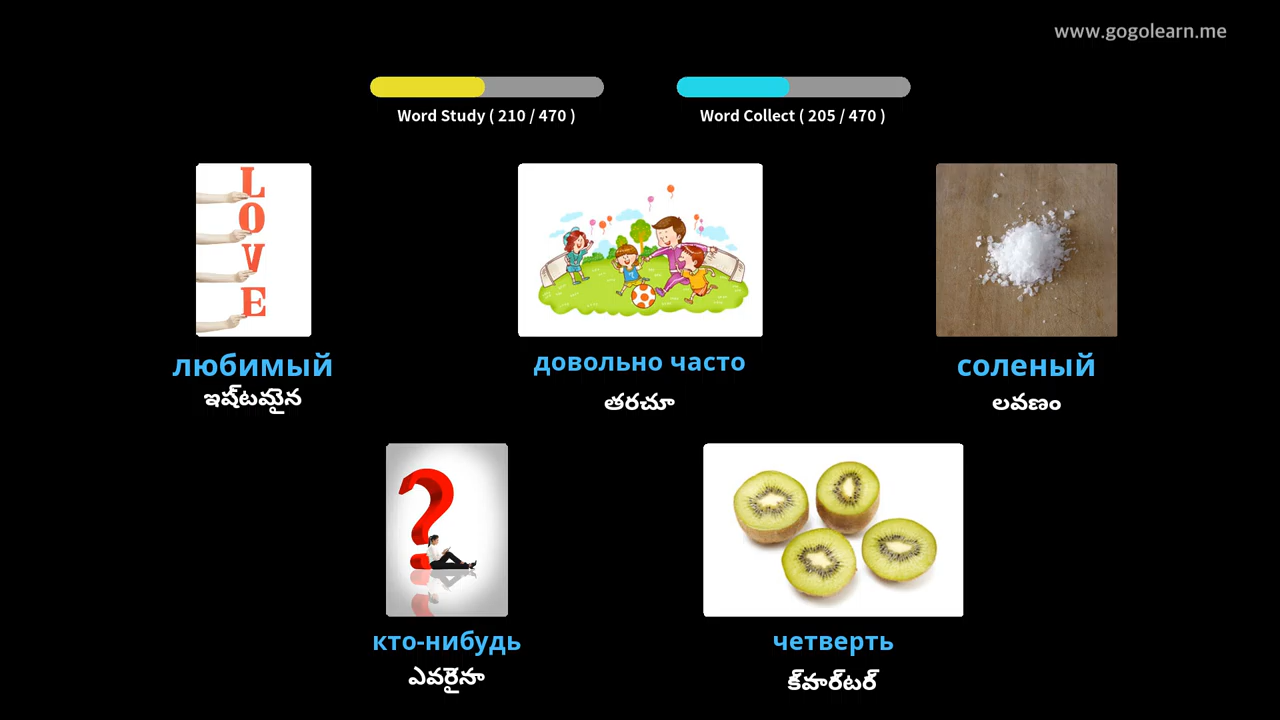 www.gogolearn.me
Word Study ( 210 / 470 )
Word Collect ( 205 / 470 )
L
O
V
E
любимый
ఇష్టమైన
довольно часто
తరచూ
соленый
లవణం
кто-нибудь
ఎవరైనా
четверть
క్వార్టర్